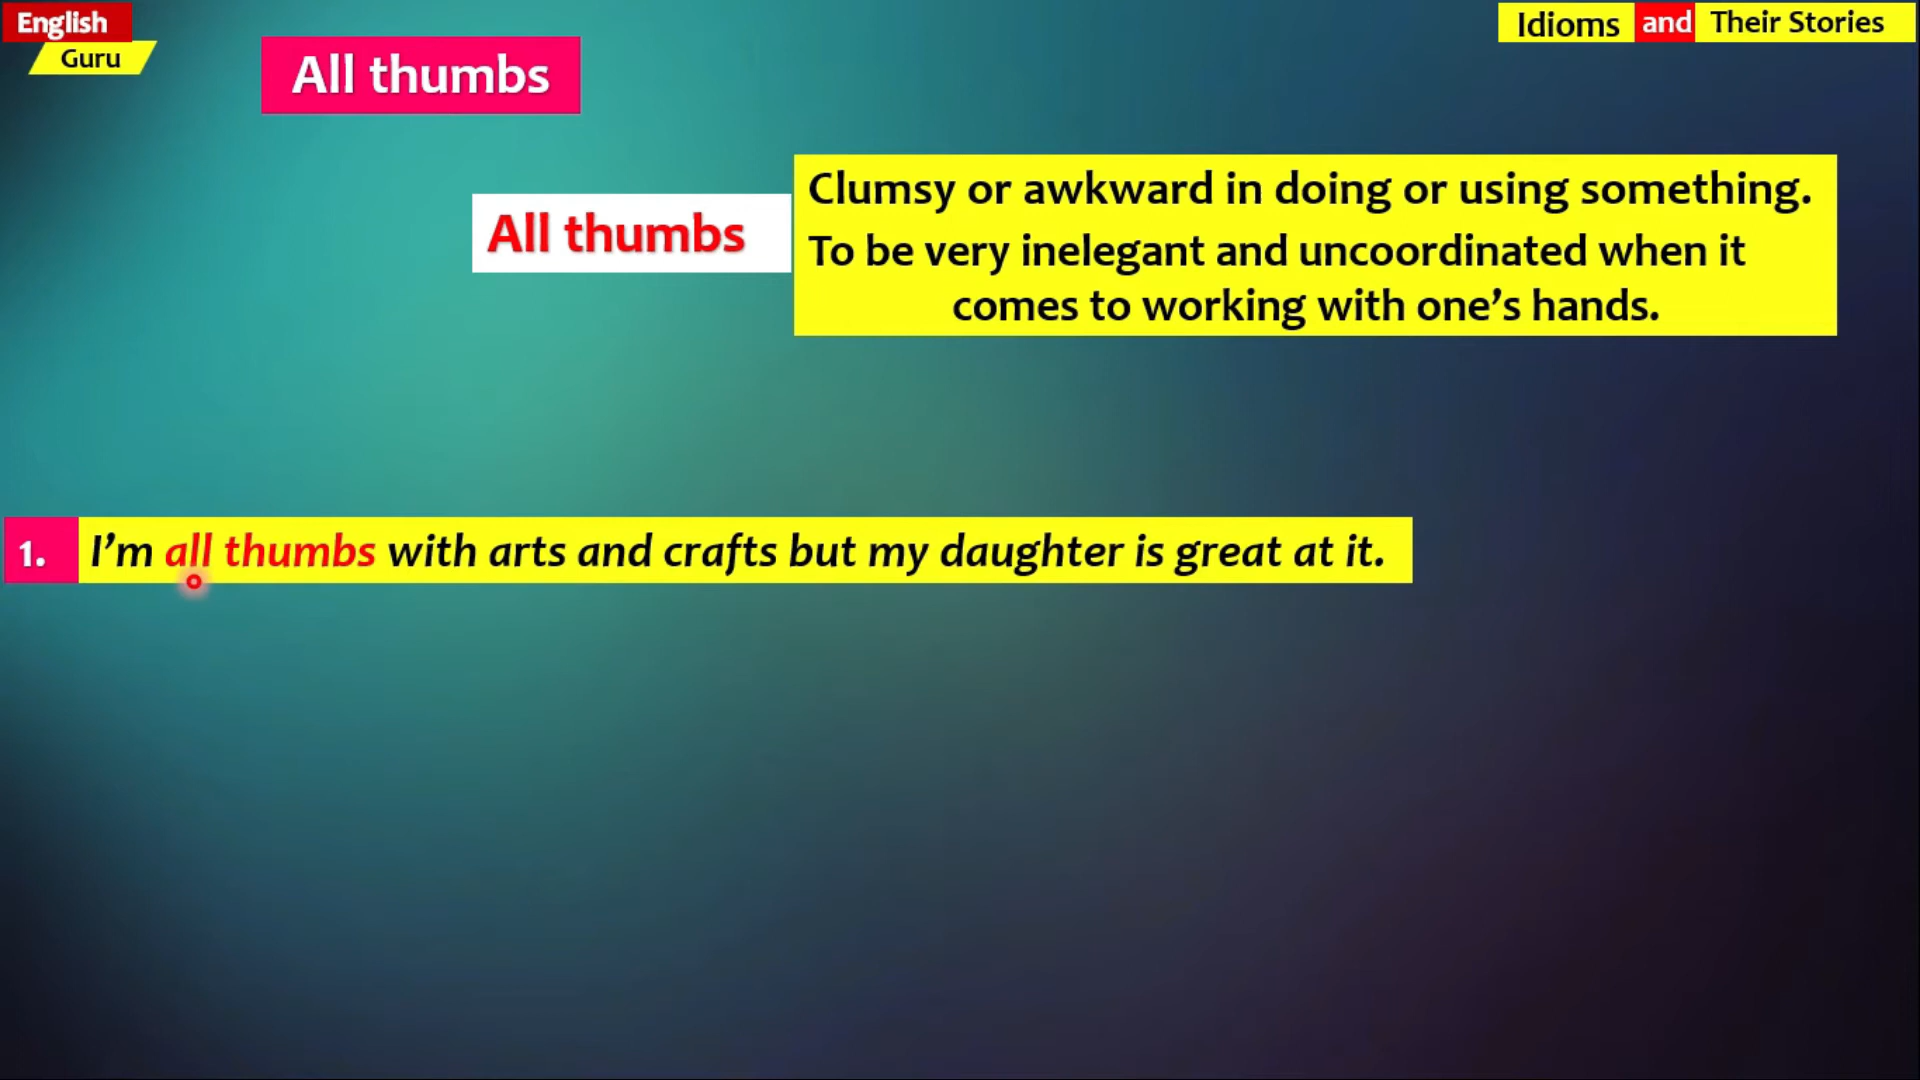 English
Guru
Idioms and Their Stories
All thumbs
All thumbs
Clumsy or awkward in doing or using something.
To be very inelegant and uncoordinated when it
comes to working with one’s hands.
1. I’m all thumbs with arts and crafts but my daughter is great at it.